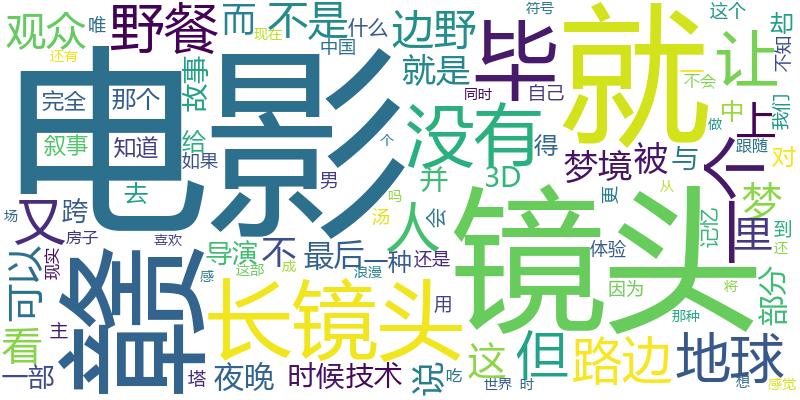 观众
唯
还有
野餐
而
现在
不是
中国
什么
边野
就是
符号
同时
毕
自己
就
这个
一
不会
让
却
不知
完全
那个
故事
叙事
知道
给
如果
去
电影
个
没有
得
3D
梦境
被
与
个
上
中
做
我们
跟随
对
又
跨
房子
男
吗
汤
并
会
人
镜头
更
里
梦
到
还
从
忆记
场
可以
现实
喜欢
赣
导演
不
最后
一种
还是
感
这部
成
浪漫
体验
因为
那种
将
部分
看
主
长镜头
用
一部
塔
夜晚
时候
技术
说
吃
这
世界
但
时
路边
地球
想
感觉